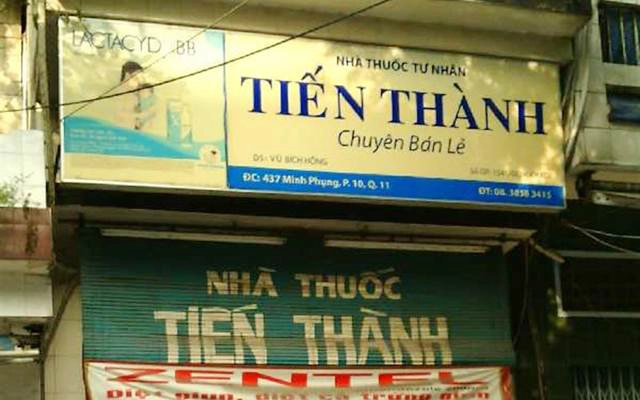 LACTACYD BB
NHÀ THUỐC TƯ NHÂN
TIẾN THÀNH
Chuyên Bán Lẻ
DS: VŨ BÍCH HỒNG
ĐC: 437 Minh Phụng, P. 10, Q. 11
ĐT: 08. 3858 3415
NHÀ THUỐC
TIẾN THÀNH
ZENTEL